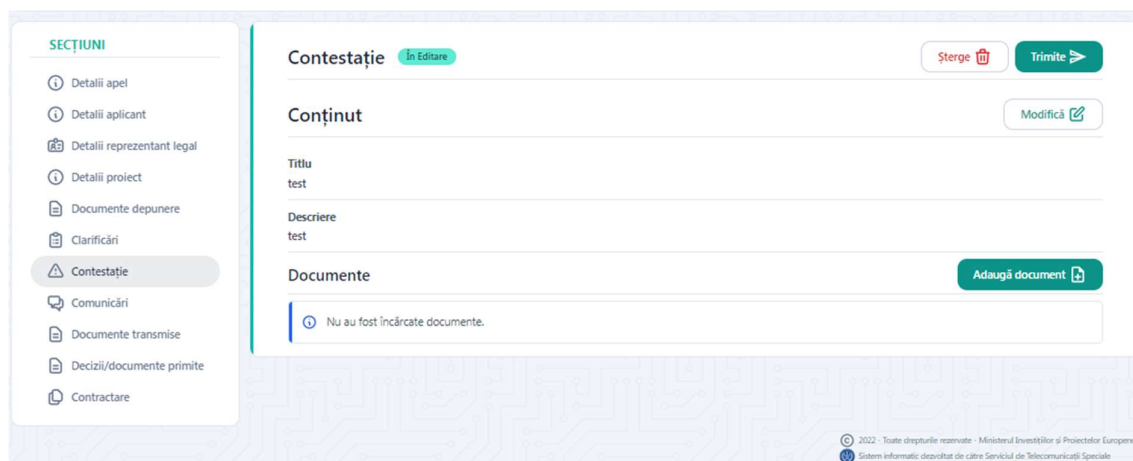 SECȚIUNI
Detalii apel
Detalii aplicant
Detalii reprezentant legal
Detalii proiect
Documente depunere
Clarificări
Contestație
Comunicări
Documente transmise
Decizii/documente primite
Contractare
Contestație În Editare Șterge Trimite
Conținut Modifică
Titlu
test
Descriere
test
Documente Adaugă document
Nu au fost încărcate documente.
2022 - Toate drepturile rezervate - Ministerul Investițiilor și Proiectelor Europene
Sistem informatic dezvoltat de către Serviciul de Telecomunicații Speciale